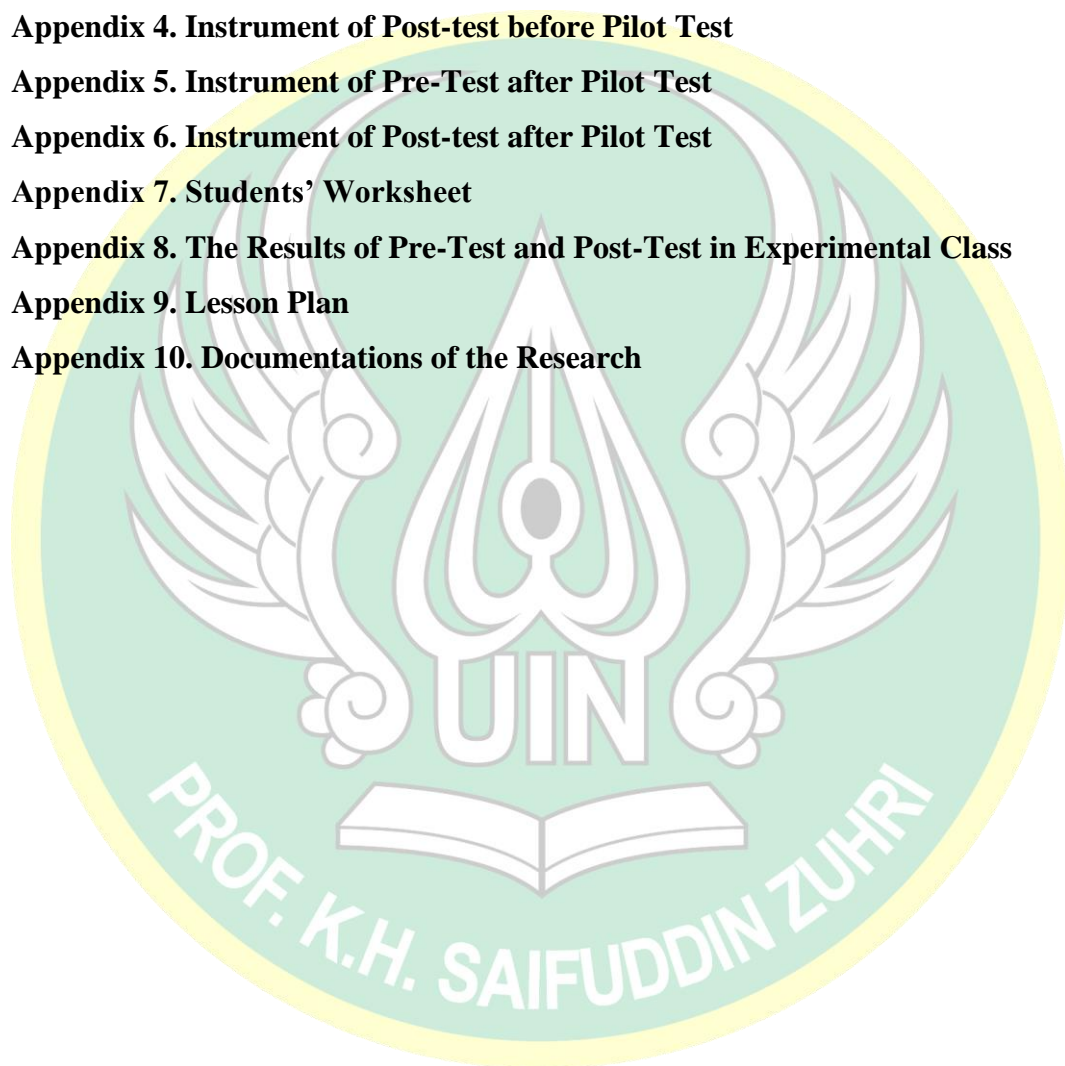 Appendix 4. Instrument of Post-test before Pilot Test
Appendix 5. Instrument of Pre-Test after Pilot Test
Appendix 6. Instrument of Post-test after Pilot Test
Appendix 7. Students’ Worksheet
Appendix 8. The Results of Pre-Test and Post-Test in Experimental Class
Appendix 9. Lesson Plan
Appendix 10. Documentations of the Research
UIN
PROF. K.H. SAIFUDDIN ZUHRI